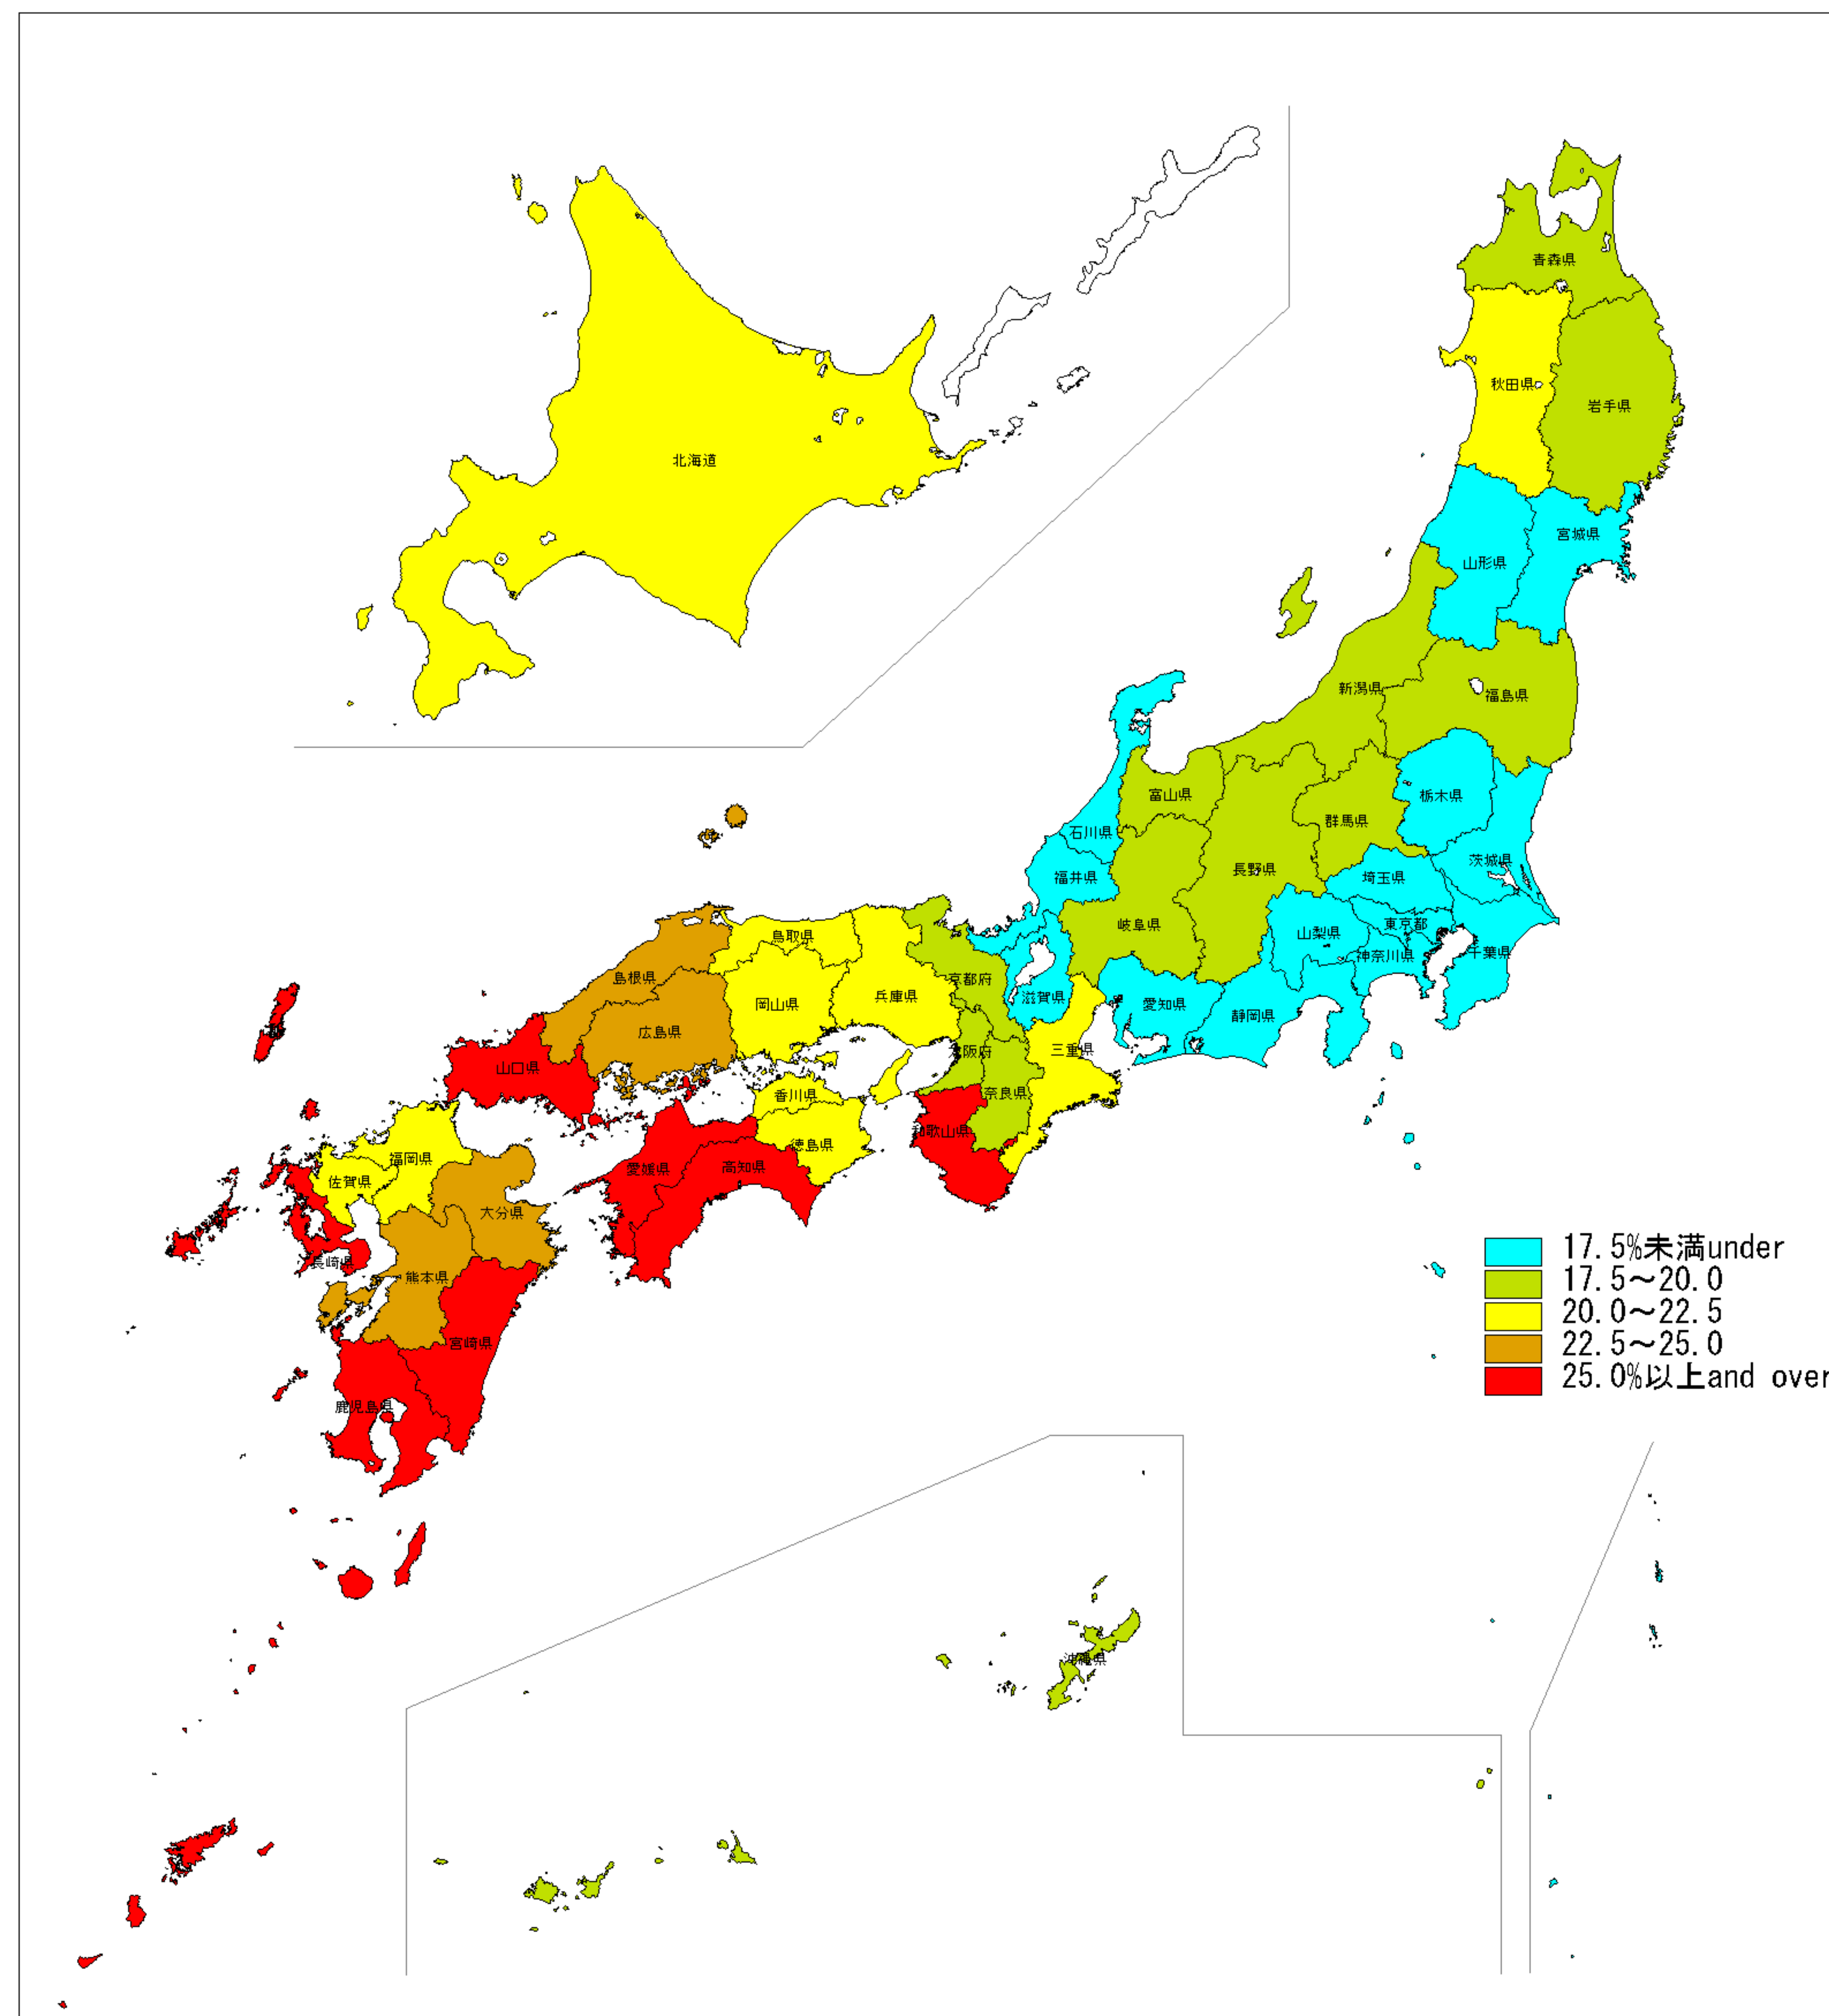 青森県
秋田県
岩手県
北海道
宮城県
山形県
新潟県
福島県
富山県
栃木県
群馬県
石川県
茨城県
長野県
福井県
埼玉県
岐阜県
東京都
山梨県
鳥取県
神奈川県
千葉県
島根県
京都府
兵庫県
滋賀県
岡山県
愛知県
静岡県
広島県
三重県
大阪府
山口県
香川県
奈良県
和歌山県
徳島県
福岡県
愛媛県
高知県
佐賀県
大分県
長崎県
熊本県
宮崎県
鹿児島県
沖縄県
17.5%未満under
17.5～20.0
20.0～22.5
22.5～25.0
25.0%以上and over